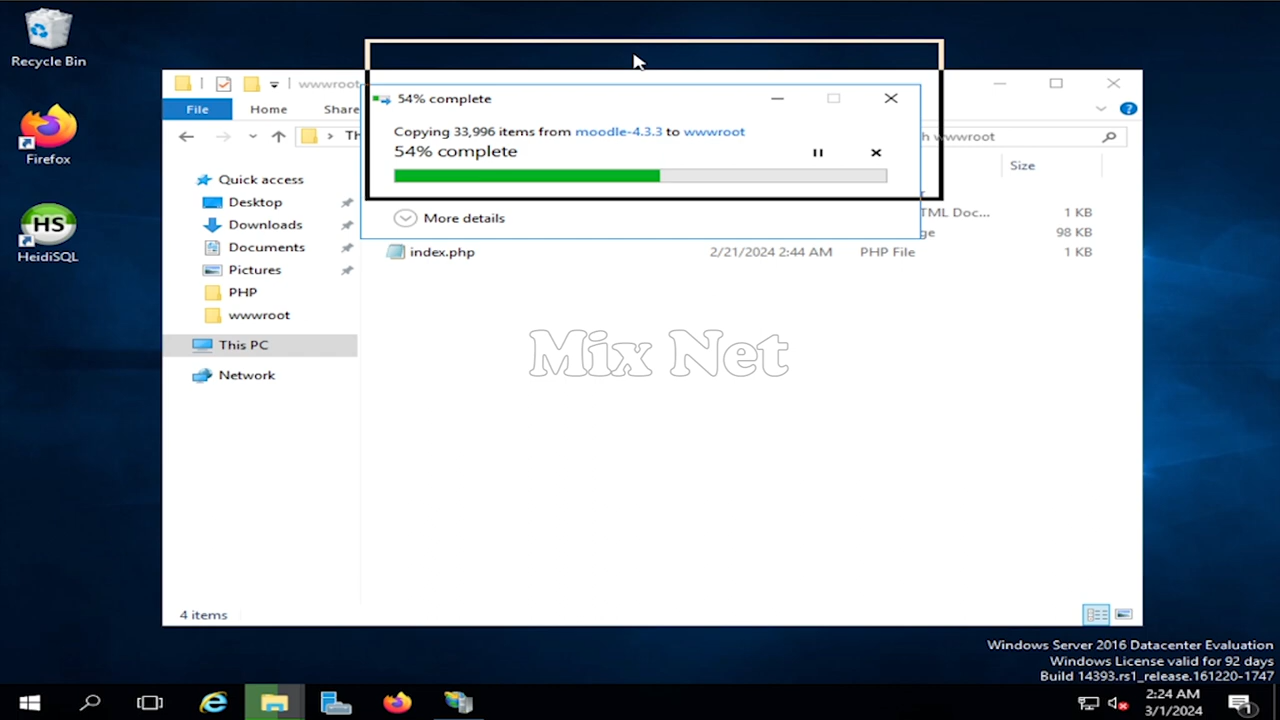 Recycle Bin
Firefox
HS
HeidiSQL
wwwroot
File
Home
Share
Th
h wwwroot
Quick access
Desktop
Downloads
Documents
Pictures
PHP
wwwroot
This PC
Network
54% complete
Copying 33,996 items from moodle-4.3.3 to wwwroot
54% complete
More details
Size
r
TML Doc... 1 KB
ge 98 KB
index.php 2/21/2024 2:44 AM PHP File 1 KB
Mix Net
4 items
Windows Server 2016 Datacenter Evaluation
Windows License valid for 92 days
Build 14393.rs1_release.161220-1747
2:24 AM
3/1/2024
1